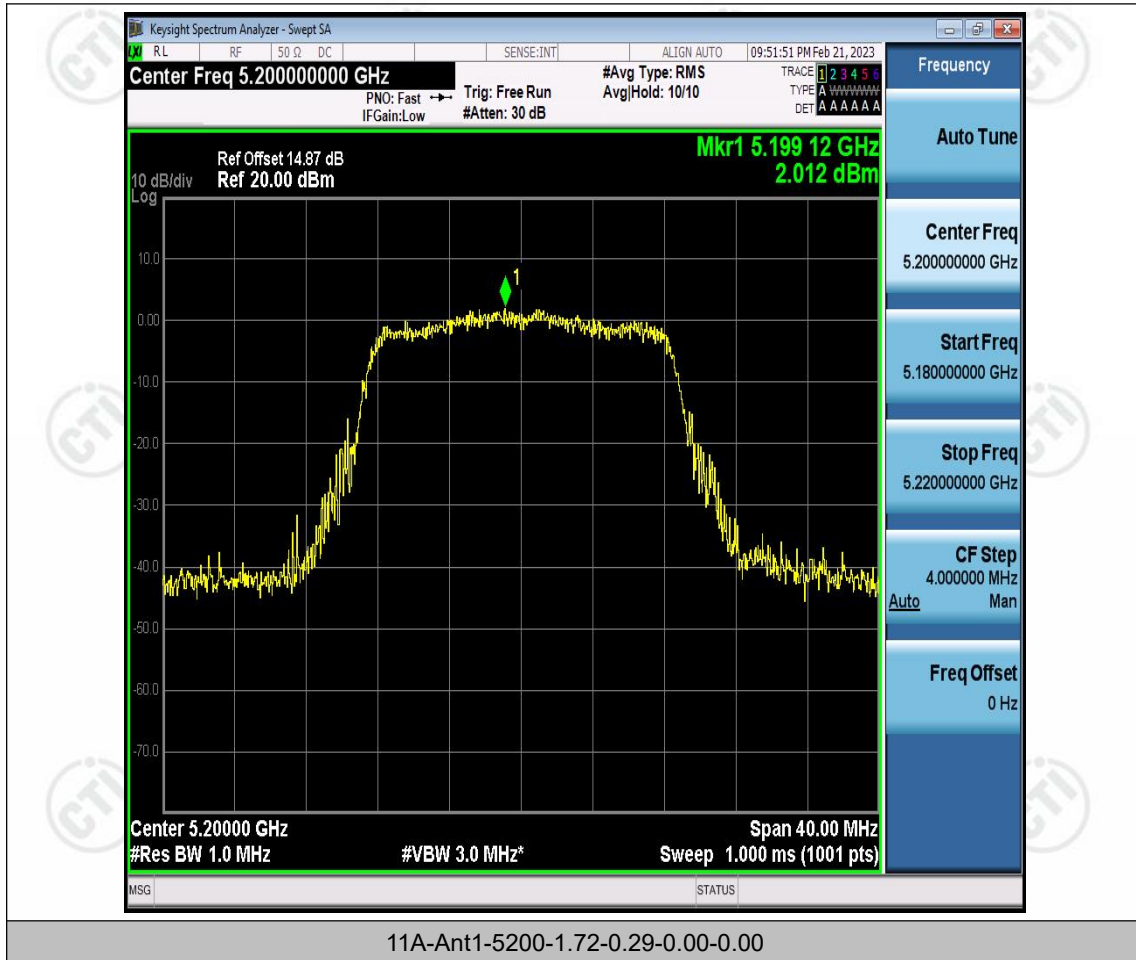 Keysight Spectrum Analyzer - Swept SA
LXI RL RF 50 Ω DC SENSE:INT ALIGN AUTO 09:51:51 PM Feb 21, 2023
Center Freq 5.200000000 GHz
PNO: Fast
IFGain:Low
Trig: Free Run
#Atten: 30 dB
#Avg Type: RMS
Avg|Hold: 10/10
TRACE 1 2 3 4 5 6
TYPE A WWWWW
DET A A A A A A
Frequency
Auto Tune
Center Freq
5.200000000 GHz
Start Freq
5.180000000 GHz
Stop Freq
5.220000000 GHz
CF Step
4.000000 MHz
Auto Man
Freq Offset
0 Hz
Mkr1 5.199 12 GHz
2.012 dBm
Ref Offset 14.87 dB
10 dB/div Ref 20.00 dBm
Log
10.0
1
0.00
-10.0
-20.0
-30.0
-40.0
-50.0
-60.0
-70.0
Center 5.20000 GHz Span 40.00 MHz
#Res BW 1.0 MHz #VBW 3.0 MHz* Sweep 1.000 ms (1001 pts)
MSG STATUS
11A-Ant1-5200-1.72-0.29-0.00-0.00
CTI
CTI
CTI
CTI
CTI
CTI